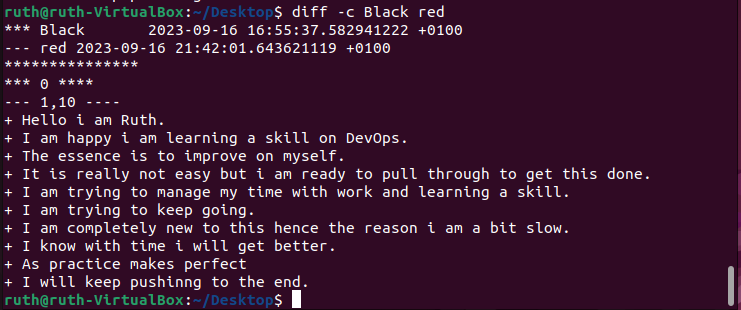 ruth@ruth-VirtualBox:~/Desktop$ diff -c Black red
*** Black       2023-09-16 16:55:37.582941222 +0100
--- red 2023-09-16 21:42:01.643621119 +0100
***************
*** 0 ****
--- 1,10 ----
+ Hello i am Ruth.
+ I am happy i am learning a skill on DevOps.
+ The essence is to improve on myself.
+ It is really not easy but i am ready to pull through to get this done.
+ I am trying to manage my time with work and learning a skill.
+ I am trying to keep going.
+ I am completely new to this hence the reason i am a bit slow.
+ I know with time i will get better.
+ As practice makes perfect
+ I will keep pushinng to the end.
ruth@ruth-VirtualBox:~/Desktop$